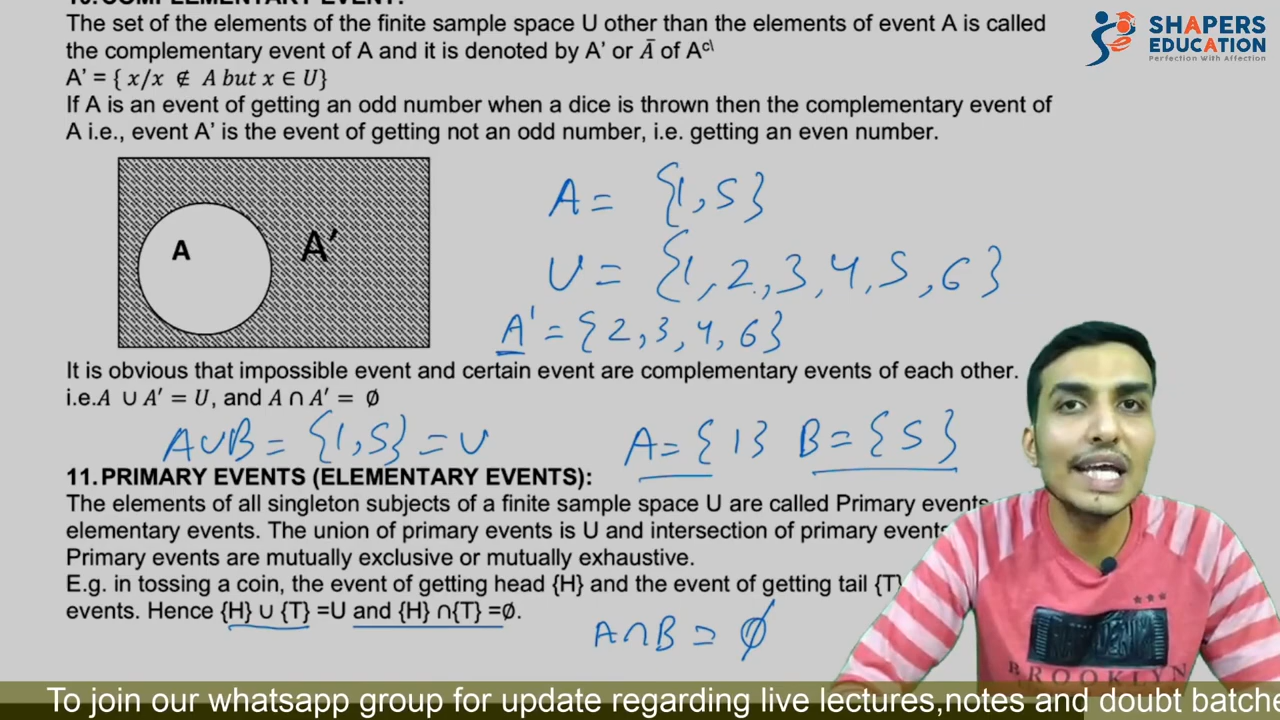 10. COMPLEMENTARY EVENT:
The set of the elements of the finite sample space U other than the elements of event A is called
the complementary event of A and it is denoted by A' or Ā of Aᶜ\
A' = { x/x ∉ A but x ∈ U}
If A is an event of getting an odd number when a dice is thrown then the complementary event of
A i.e., event A' is the event of getting not an odd number, i.e. getting an even number.
SHAPERS
EDUCATION
Perfection With Affection
A
A'
A = {1, 5}
U = {1, 2, 3, 4, 5, 6}
A' = {2, 3, 4, 6}
It is obvious that impossible event and certain event are complementary events of each other.
i.e.A ∪ A' = U, and A ∩ A' = ∅
A∪B = {1, 5} = U
A = {1} B = {5}
11. PRIMARY EVENTS (ELEMENTARY EVENTS):
The elements of all singleton subjects of a finite sample space U are called Primary events
elementary events. The union of primary events is U and intersection of primary event
Primary events are mutually exclusive or mutually exhaustive.
E.g. in tossing a coin, the event of getting head {H} and the event of getting tail {T}
events. Hence {H} ∪ {T} =U and {H} ∩{T} =∅.
A∩B = ∅
BROOKLYN
To join our whatsapp group for update regarding live lectures,notes and doubt batche